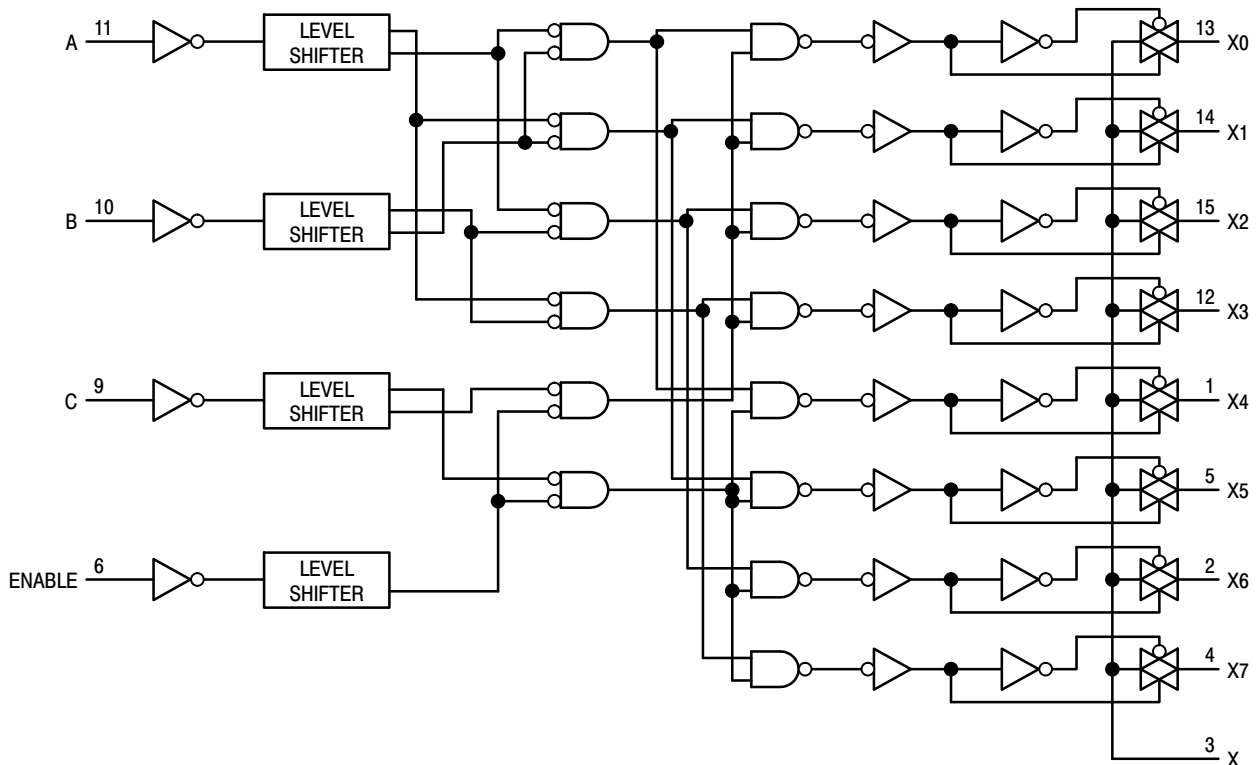 A 11 LEVEL SHIFTER 13 X0
14 X1
B 10 LEVEL SHIFTER 15 X2
12 X3
C 9 LEVEL SHIFTER 1 X4
5 X5
ENABLE 6 LEVEL SHIFTER 2 X6
4 X7
3 X